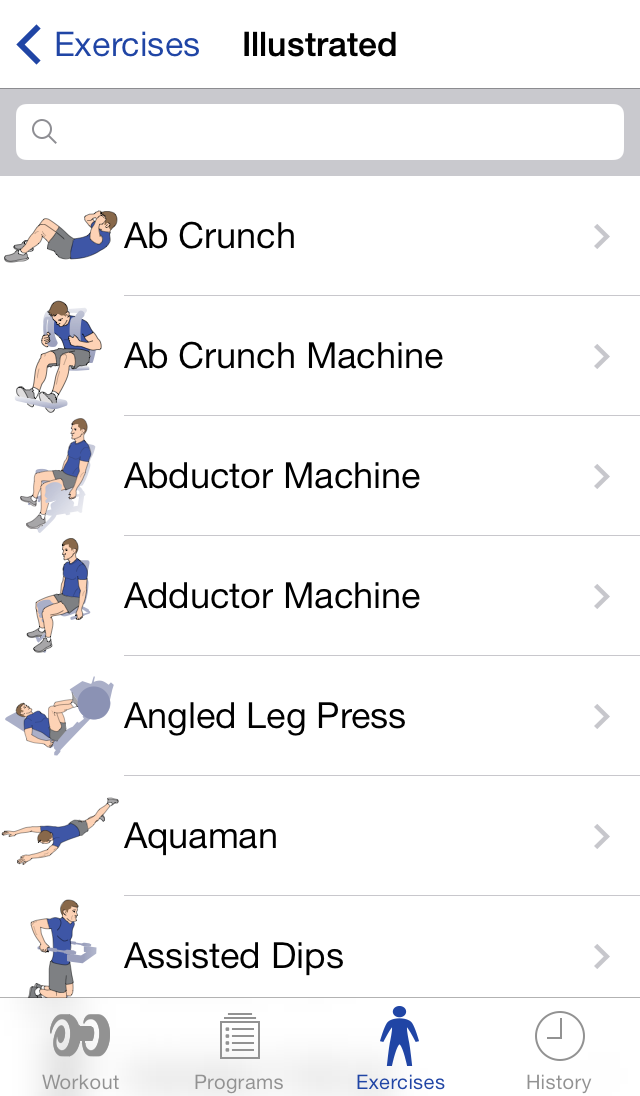 Exercises Illustrated
Ab Crunch
Ab Crunch Machine
Abductor Machine
Adductor Machine
Angled Leg Press
Aquaman
Assisted Dips
Workout Programs Exercises History